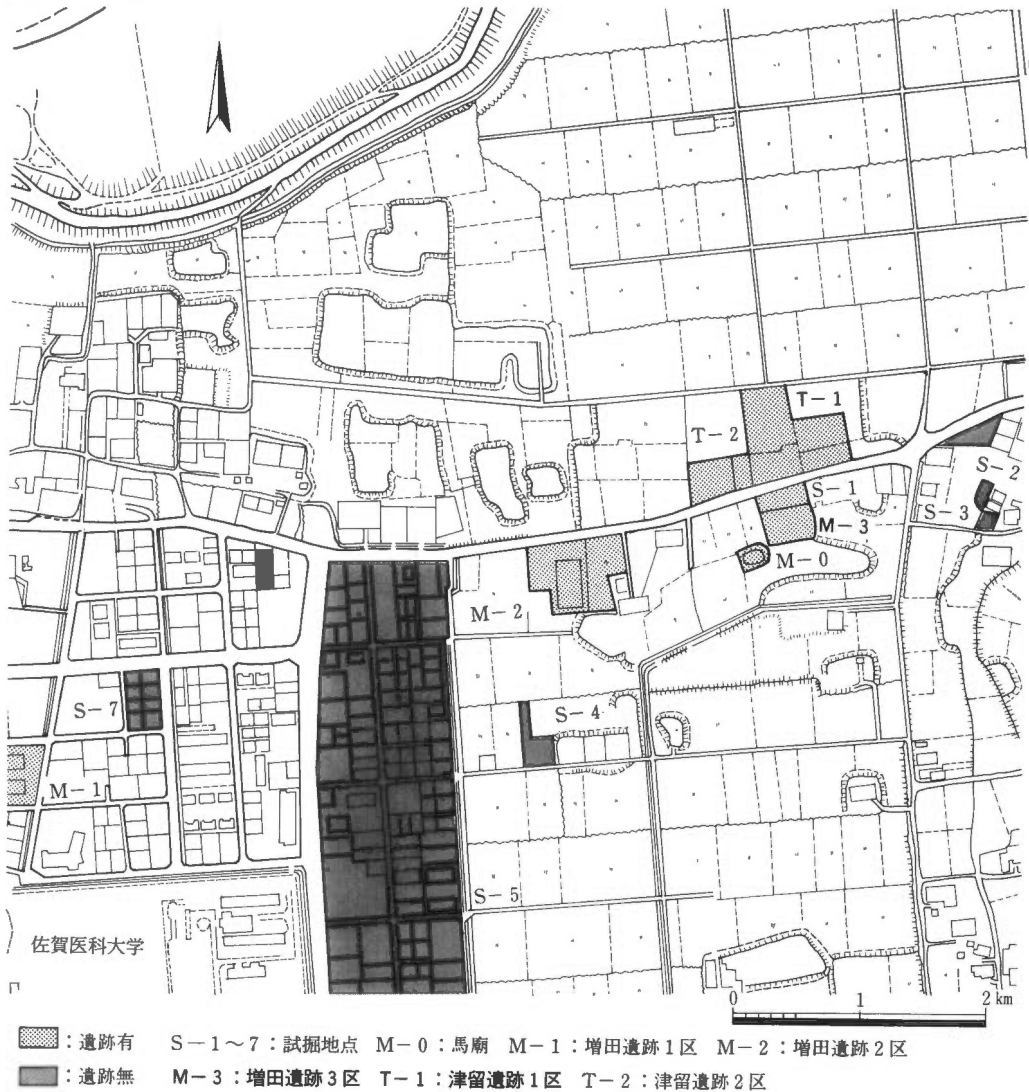 T－1
T－2
S－2
S－1
S－3
M－3
M－0
M－2
S－7
S－4
M－1
S－5
佐賀医科大学
0 1 2 km
：遺跡有 S－1～7：試掘地点 M－0：馬廟 M－1：増田遺跡1区 M－2：増田遺跡2区
：遺跡無 M－3：増田遺跡3区 T－1：津留遺跡1区 T－2：津留遺跡2区